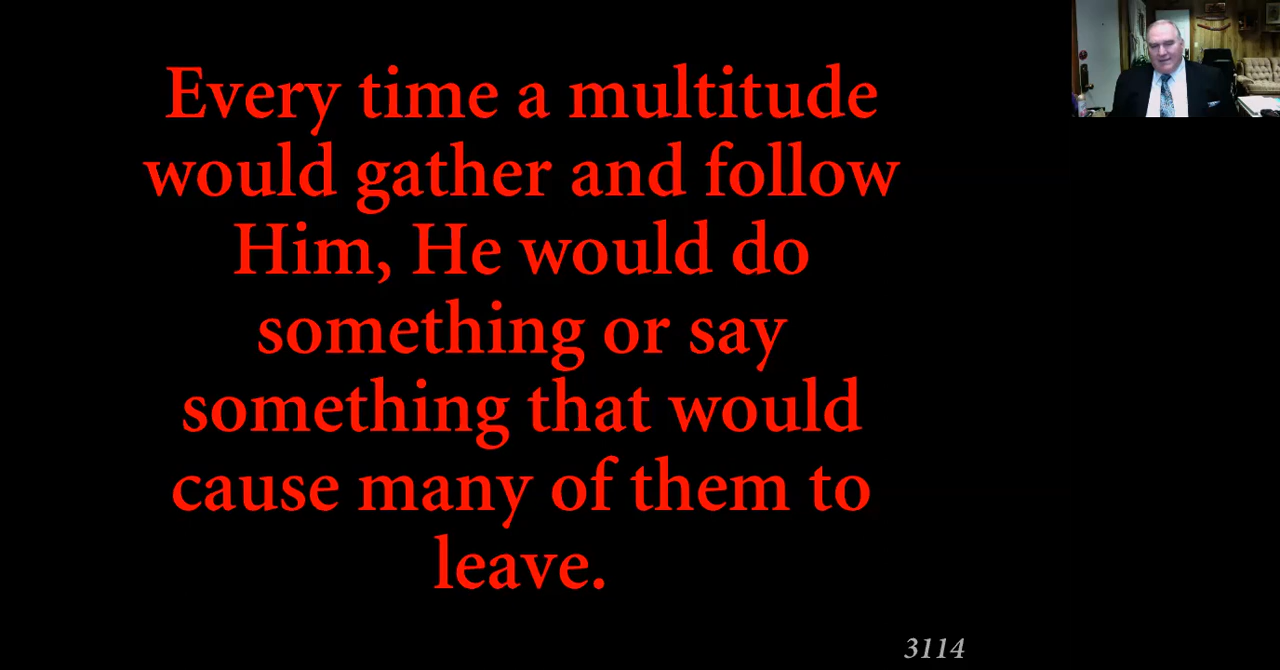 Every time a multitude
would gather and follow
Him, He would do
something or say
something that would
cause many of them to
leave.
3114